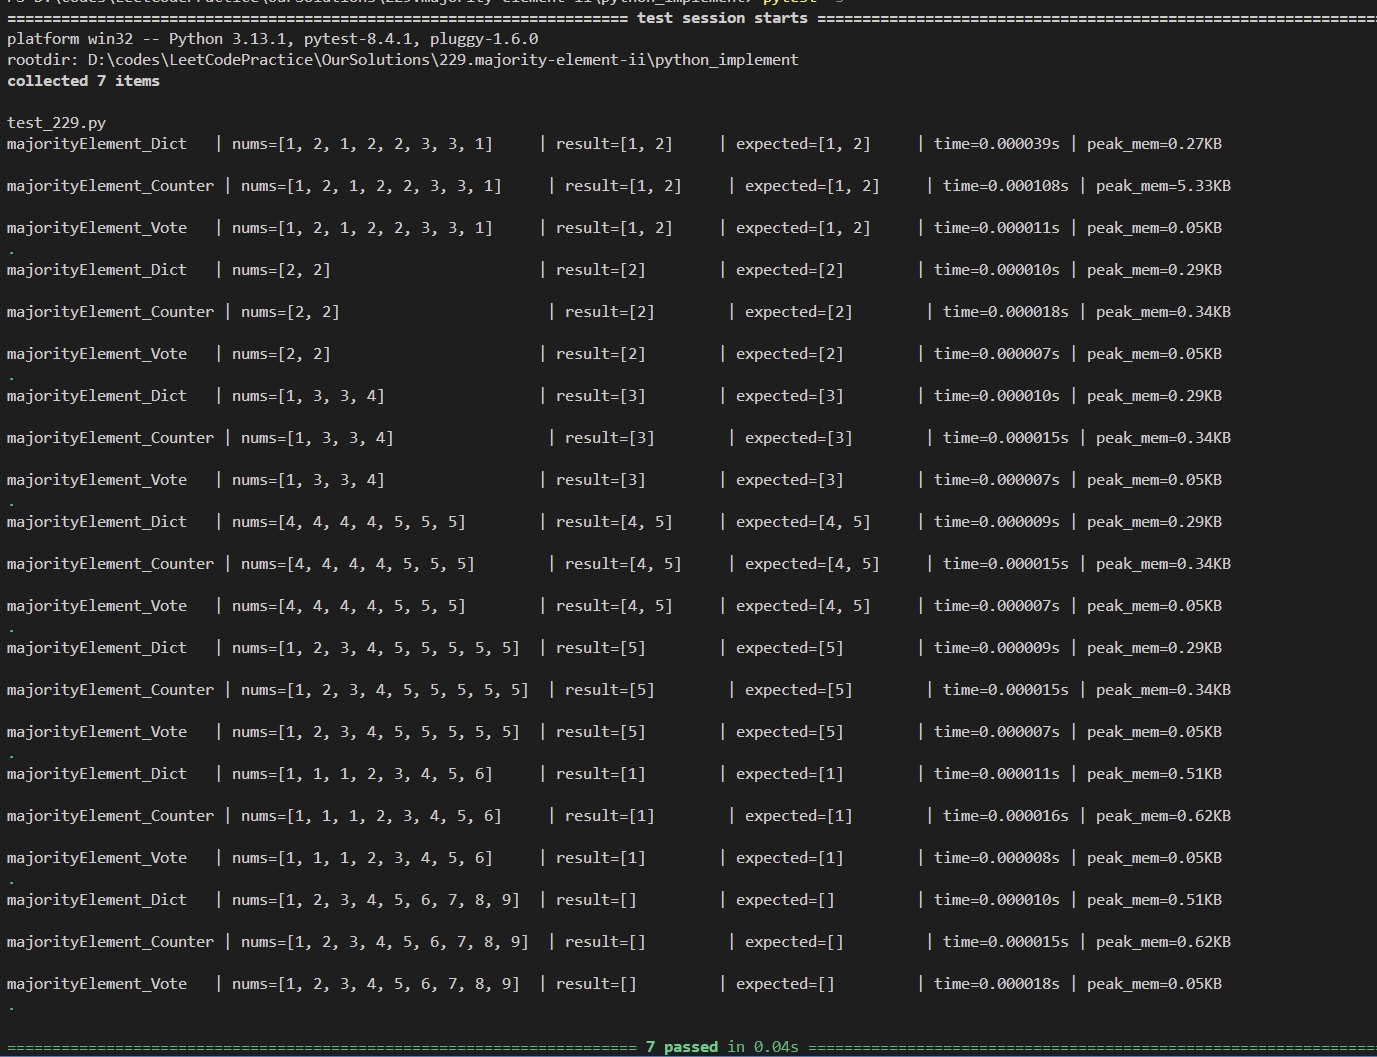 PS D:\codes\LeetCodePractice\OurSolutions\229.majority-element-ii\python_implement> pytest -s
==================================================================== test session starts ==============================================================
platform win32 -- Python 3.13.1, pytest-8.4.1, pluggy-1.6.0
rootdir: D:\codes\LeetCodePractice\OurSolutions\229.majority-element-ii\python_implement
collected 7 items
test_229.py
majorityElement_Dict   | nums=[1, 2, 1, 2, 2, 3, 3, 1]     | result=[1, 2]     | expected=[1, 2]     | time=0.000039s | peak_mem=0.27KB
majorityElement_Counter | nums=[1, 2, 1, 2, 2, 3, 3, 1]     | result=[1, 2]     | expected=[1, 2]     | time=0.000108s | peak_mem=5.33KB
majorityElement_Vote   | nums=[1, 2, 1, 2, 2, 3, 3, 1]     | result=[1, 2]     | expected=[1, 2]     | time=0.000011s | peak_mem=0.05KB
.
majorityElement_Dict   | nums=[2, 2]                       | result=[2]        | expected=[2]        | time=0.000010s | peak_mem=0.29KB
majorityElement_Counter | nums=[2, 2]                       | result=[2]        | expected=[2]        | time=0.000018s | peak_mem=0.34KB
majorityElement_Vote   | nums=[2, 2]                       | result=[2]        | expected=[2]        | time=0.000007s | peak_mem=0.05KB
.
majorityElement_Dict   | nums=[1, 3, 3, 4]                 | result=[3]        | expected=[3]        | time=0.000010s | peak_mem=0.29KB
majorityElement_Counter | nums=[1, 3, 3, 4]                 | result=[3]        | expected=[3]        | time=0.000015s | peak_mem=0.34KB
majorityElement_Vote   | nums=[1, 3, 3, 4]                 | result=[3]        | expected=[3]        | time=0.000007s | peak_mem=0.05KB
.
majorityElement_Dict   | nums=[4, 4, 4, 4, 5, 5, 5]        | result=[4, 5]     | expected=[4, 5]     | time=0.000009s | peak_mem=0.29KB
majorityElement_Counter | nums=[4, 4, 4, 4, 5, 5, 5]        | result=[4, 5]     | expected=[4, 5]     | time=0.000015s | peak_mem=0.34KB
majorityElement_Vote   | nums=[4, 4, 4, 4, 5, 5, 5]        | result=[4, 5]     | expected=[4, 5]     | time=0.000007s | peak_mem=0.05KB
.
majorityElement_Dict   | nums=[1, 2, 3, 4, 5, 5, 5, 5, 5]  | result=[5]        | expected=[5]        | time=0.000009s | peak_mem=0.29KB
majorityElement_Counter | nums=[1, 2, 3, 4, 5, 5, 5, 5, 5]  | result=[5]        | expected=[5]        | time=0.000015s | peak_mem=0.34KB
majorityElement_Vote   | nums=[1, 2, 3, 4, 5, 5, 5, 5, 5]  | result=[5]        | expected=[5]        | time=0.000007s | peak_mem=0.05KB
.
majorityElement_Dict   | nums=[1, 1, 1, 2, 3, 4, 5, 6]     | result=[1]        | expected=[1]        | time=0.000011s | peak_mem=0.51KB
majorityElement_Counter | nums=[1, 1, 1, 2, 3, 4, 5, 6]     | result=[1]        | expected=[1]        | time=0.000016s | peak_mem=0.62KB
majorityElement_Vote   | nums=[1, 1, 1, 2, 3, 4, 5, 6]     | result=[1]        | expected=[1]        | time=0.000008s | peak_mem=0.05KB
.
majorityElement_Dict   | nums=[1, 2, 3, 4, 5, 6, 7, 8, 9]  | result=[]         | expected=[]         | time=0.000010s | peak_mem=0.51KB
majorityElement_Counter | nums=[1, 2, 3, 4, 5, 6, 7, 8, 9]  | result=[]         | expected=[]         | time=0.000015s | peak_mem=0.62KB
majorityElement_Vote   | nums=[1, 2, 3, 4, 5, 6, 7, 8, 9]  | result=[]         | expected=[]         | time=0.000018s | peak_mem=0.05KB
.
===================================================================== 7 passed in 0.04s ===============================================================